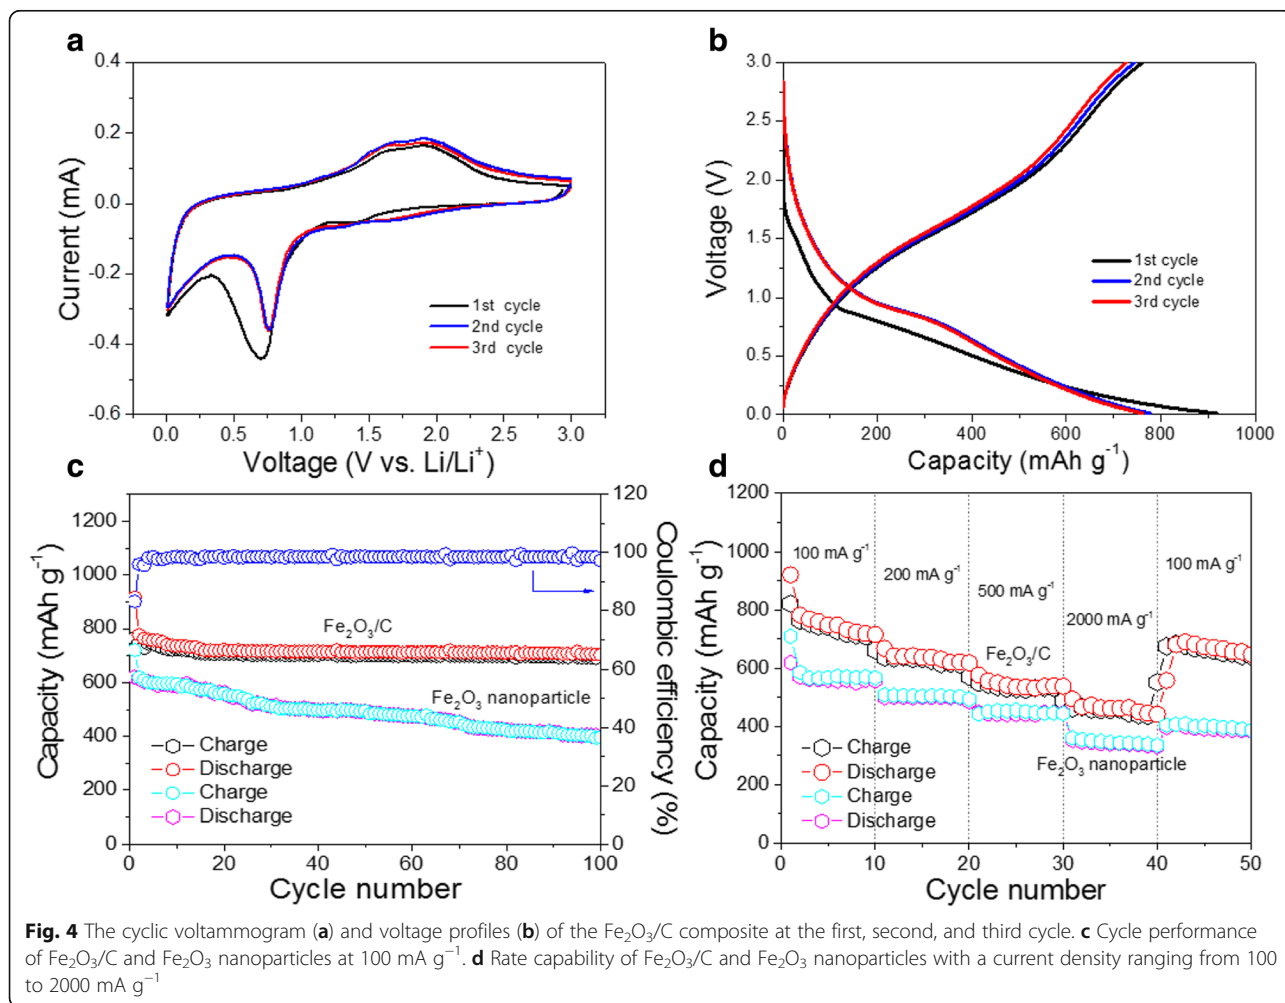 a
0.4
0.2
0.0
-0.2
-0.4
-0.6
Current (mA)
1st cycle
2nd cycle
3rd cycle
0.0 0.5 1.0 1.5 2.0 2.5 3.0
Voltage (V vs. Li/Li⁺)
b
3.0
2.5
2.0
1.5
1.0
0.5
0.0
Voltage (V)
1st cycle
2nd cycle
3rd cycle
0 200 400 600 800 1000
Capacity (mAh g⁻¹)
c
1200
1000
800
600
400
200
0
Capacity (mAh g⁻¹)
120
100
80
60
40
20
0
Coulombic efficiency (%)
Fe₂O₃/C
Fe₂O₃ nanoparticle
Charge
Discharge
Charge
Discharge
0 20 40 60 80 100
Cycle number
d
1200
1000
800
600
400
200
0
Capacity (mAh g⁻¹)
100 mA g⁻¹
200 mA g⁻¹
500 mA g⁻¹
2000 mA g⁻¹
100 mA g⁻¹
Fe₂O₃/C
Fe₂O₃ nanoparticle
Charge
Discharge
Charge
Discharge
0 10 20 30 40 50
Cycle number
Fig. 4 The cyclic voltammogram (a) and voltage profiles (b) of the Fe₂O₃/C composite at the first, second, and third cycle. c Cycle performance
of Fe₂O₃/C and Fe₂O₃ nanoparticles at 100 mA g⁻¹. d Rate capability of Fe₂O₃/C and Fe₂O₃ nanoparticles with a current density ranging from 100
to 2000 mA g⁻¹